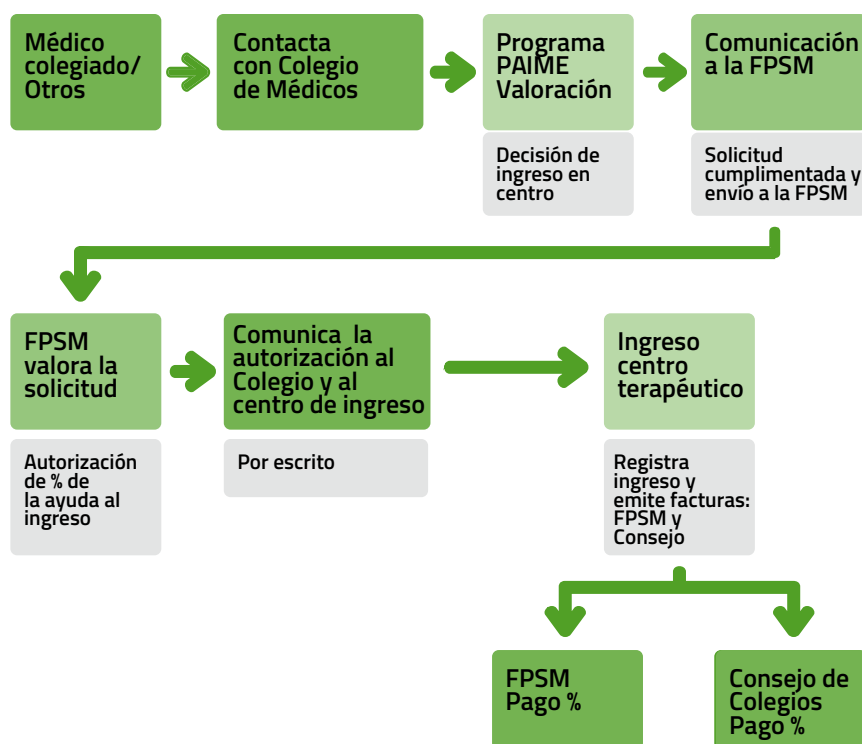 Médico
colegiado/
Otros
Contacta
con Colegio
de Médicos
Programa
PAIME
Valoración
Comunicación
a la FPSM
Decisión de
ingreso en
centro
Solicitud
cumplimentada y
envío a la FPSM
FPSM
valora la
solicitud
Comunica la
autorización al
Colegio y al
centro de ingreso
Ingreso
centro
terapéutico
Autorización
de % de
la ayuda al
ingreso
Por escrito
Registra
ingreso y
emite facturas:
FPSM y
Consejo
FPSM
Pago %
Consejo de
Colegios
Pago %